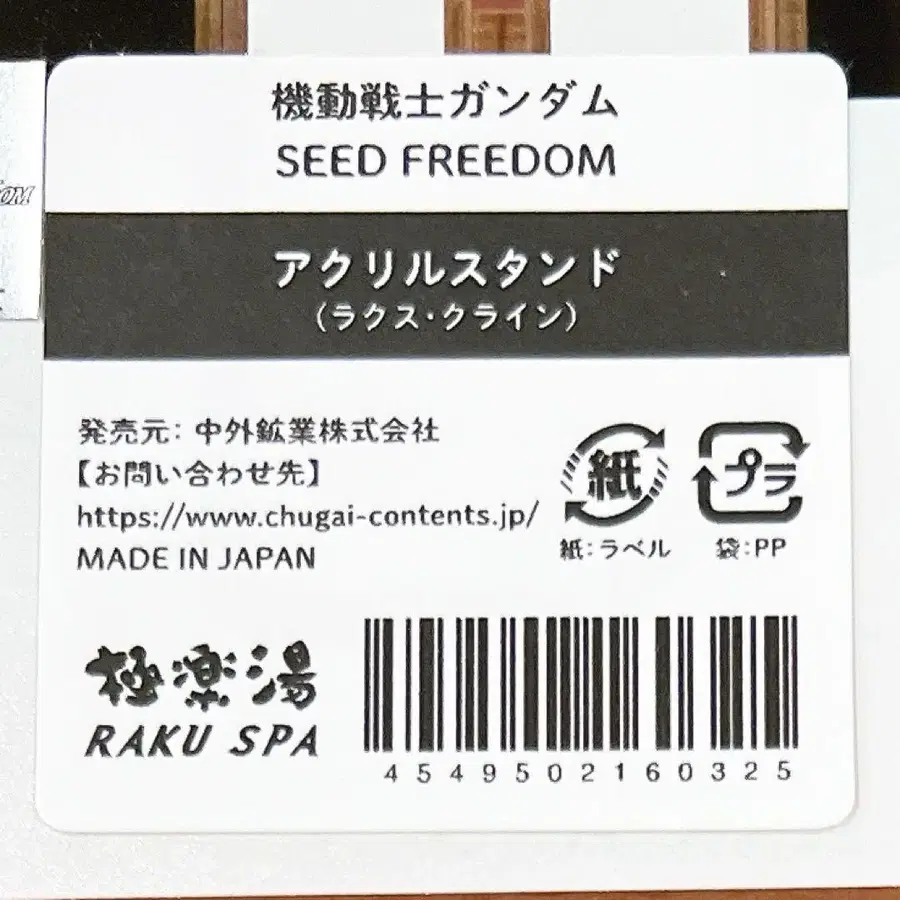 機動戦士ガンダム
SEED FREEDOM
アクリルスタンド
(ラクス・クライン)
発売元: 中外鉱業株式会社
【お問い合わせ先】
https://www.chugai-contents.jp/
MADE IN JAPAN
紙
プラ
紙:ラベル
袋:PP
極楽湯
RAKU SPA
4549502160325
OM